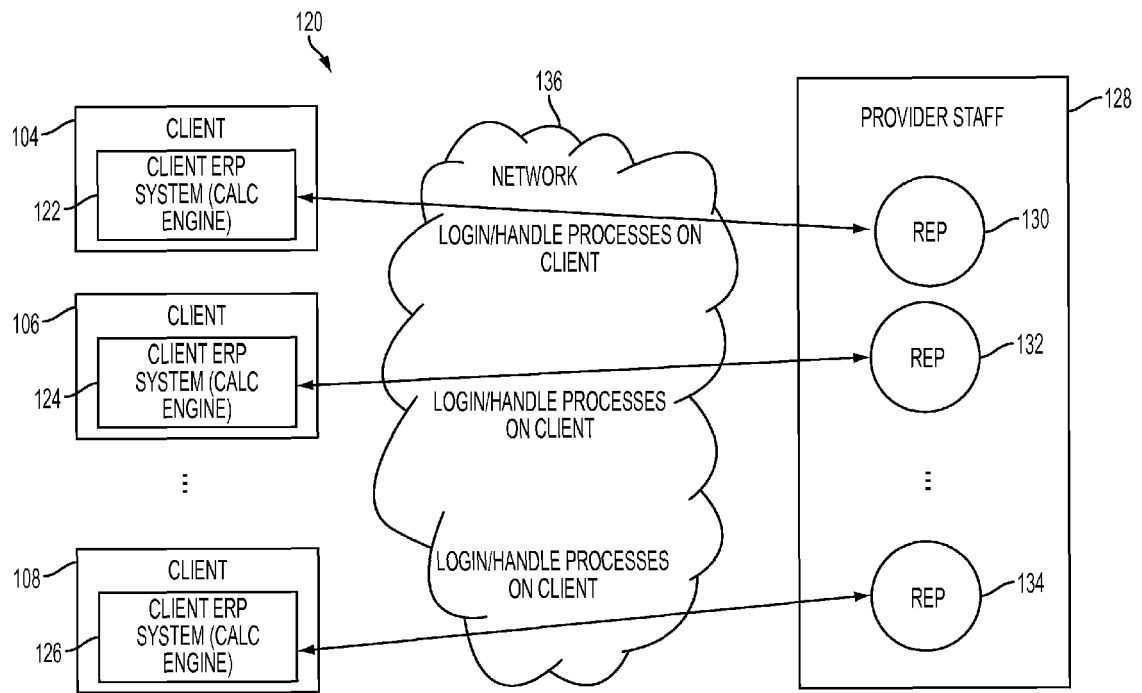 120
136
104
CLIENT
CLIENT ERP
SYSTEM (CALC
ENGINE)
122
NETWORK
LOGIN/HANDLE PROCESSES ON
CLIENT
PROVIDER STAFF
128
REP
130
106
CLIENT
CLIENT ERP
SYSTEM (CALC
ENGINE)
124
LOGIN/HANDLE PROCESSES
ON CLIENT
REP
132
...
...
108
CLIENT
CLIENT ERP
SYSTEM (CALC
ENGINE)
126
LOGIN/HANDLE PROCESSES
ON CLIENT
REP
134